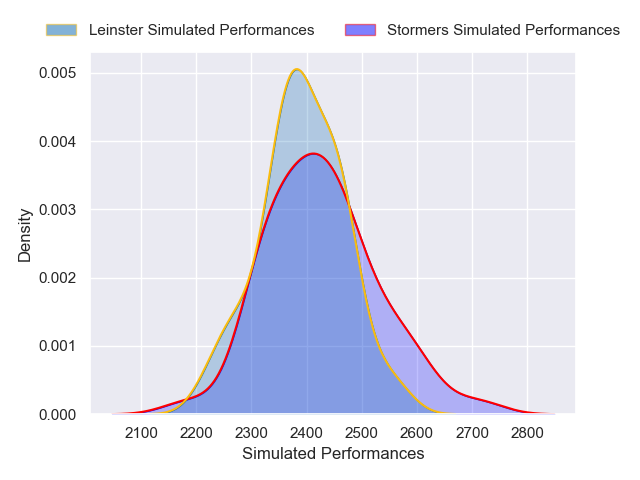 Leinster Simulated Performances Stormers Simulated Performances
0.005
0.004
0.003
0.002
0.001
0.000
Density
2100 2200 2300 2400 2500 2600 2700 2800
Simulated Performances